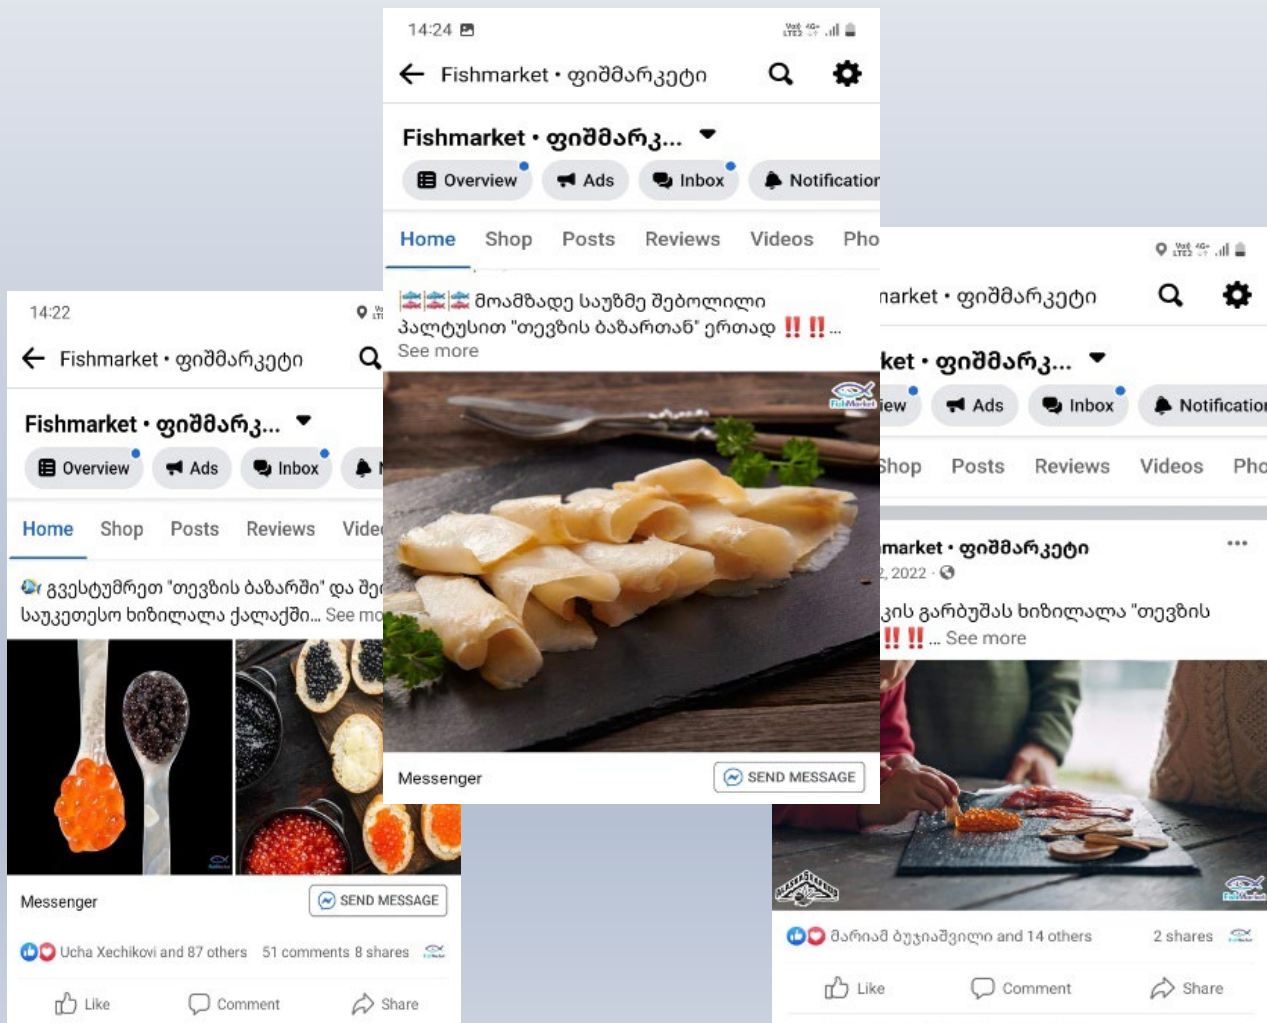 14:24
Fishmarket • ფიშმარკეტი
Fishmarket • ფიშმარკ...
Overview Ads Inbox Notification
Home Shop Posts Reviews Videos Pho
მოამზადე საუზმე შებოლილი
პალტუსით "თევზის ბაზართან" ერთად ‼️ ‼️...
See more
FishMarket
Messenger SEND MESSAGE
14:22
Fishmarket • ფიშმარკეტი
Fishmarket • ფიშმარკ...
Overview Ads Inbox
Home Shop Posts Reviews Vide
გვესტუმრეთ "თევზის ბაზარში" და შე
საუკეთესო ხიზილალა ქალაქში... See mo
Messenger SEND MESSAGE
Ucha Xechikovi and 87 others 51 comments 8 shares
Like Comment Share
narket • ფიშმარკეტი
ket • ფიშმარკ...
iew Ads Inbox Notification
Shop Posts Reviews Videos Pho
market • ფიშმარკეტი
2, 2022
კის გარბუშას ხიზილალა "თევზის
‼️ ‼️... See more
FishMarket
მარიამ ბუჯიაშვილი and 14 others 2 shares
Like Comment Share